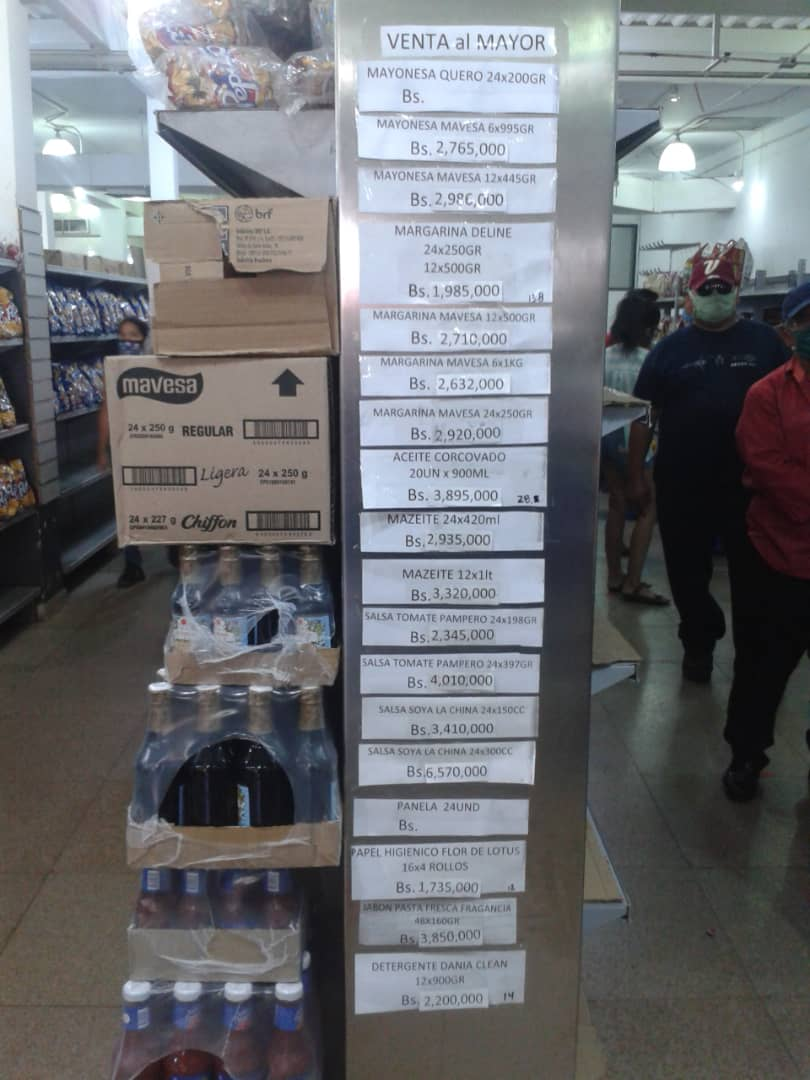 VENTA al MAYOR
MAYONESA QUERO 24x200GR
Bs.
MAYONESA MAVESA 6x995GR
Bs. 2,765,000
MAYONESA MAVESA 12x445GR
Bs. 2,980,000
MARGARINA DELINE
24x250GR
12x500GR
Bs. 1,985,000
MARGARINA MAVESA 12x500GR
Bs. 2,710,000
MARGARINA MAVESA 6x1KG
Bs. 2,632,000
MARGARINA MAVESA 24x250GR
Bs. 2,920,000
ACEITE CORCOVADO
20UN x 900ML
Bs. 3,895,000
MAZEITE 24x420ml
Bs. 2,935,000
MAZEITE 12x1lt
Bs. 3,320,000
SALSA TOMATE PAMPERO 24x198GR
Bs. 2,345,000
SALSA TOMATE PAMPERO 24x397GR
Bs. 4,010,000
SALSA SOYA LA CHINA 24x150CC
Bs. 3,410,000
SALSA SOYA LA CHINA 24x300CC
Bs. 6,570,000
PANELA 24UND
Bs.
PAPEL HIGIENICO FLOR DE LOTUS
16x4 ROLLOS
Bs. 1,735,000
JABON PASTA FRESCA FRAGANCIA
48X160GR
Bs. 3,850,000
DETERGENTE DANIA CLEAN
12x900GR
Bs. 2,200,000 14
brf
mavesa
24 x 250 g REGULAR
Ligera 24 x 250 g
24 x 227 g Chiffon